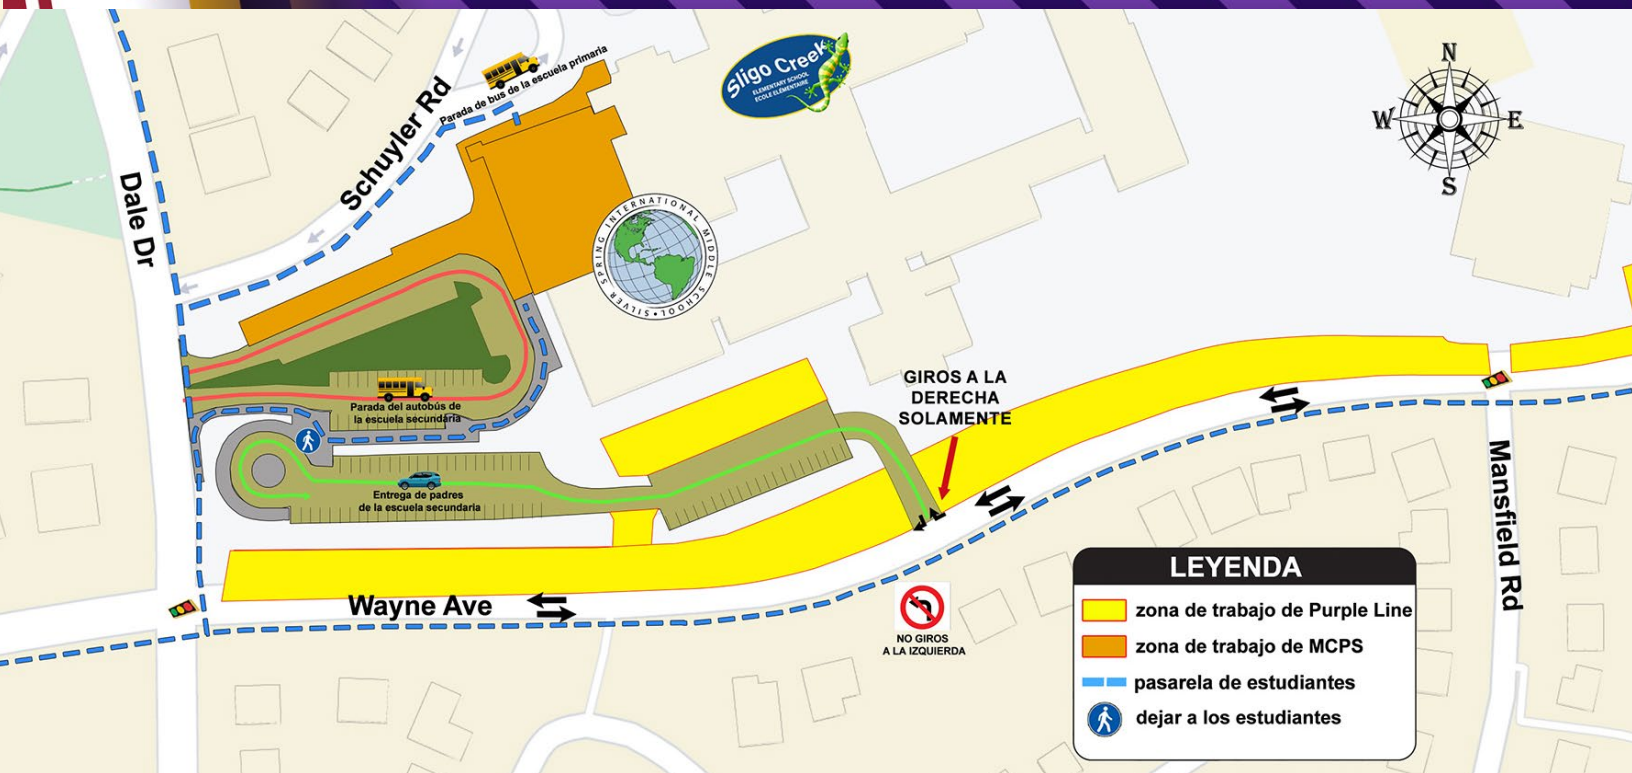 Sligo Creek
ELEMENTARY SCHOOL
ECOLE ELÉMENTAIRE
Parada de bus de la escuela primaria
Schuyler Rd
Dale Dr
N
W
E
S
SILVER SPRING INTERNATIONAL MIDDLE SCHOOL
GIROS A LA
DERECHA
SOLAMENTE
Parada del autobús de
la escuela secundaria
Entrega de padres
de la escuela secundaria
Mansfield Rd
Wayne Ave
NO GIROS
A LA IZQUIERDA
LEYENDA
zona de trabajo de Purple Line
zona de trabajo de MCPS
pasarela de estudiantes
dejar a los estudiantes